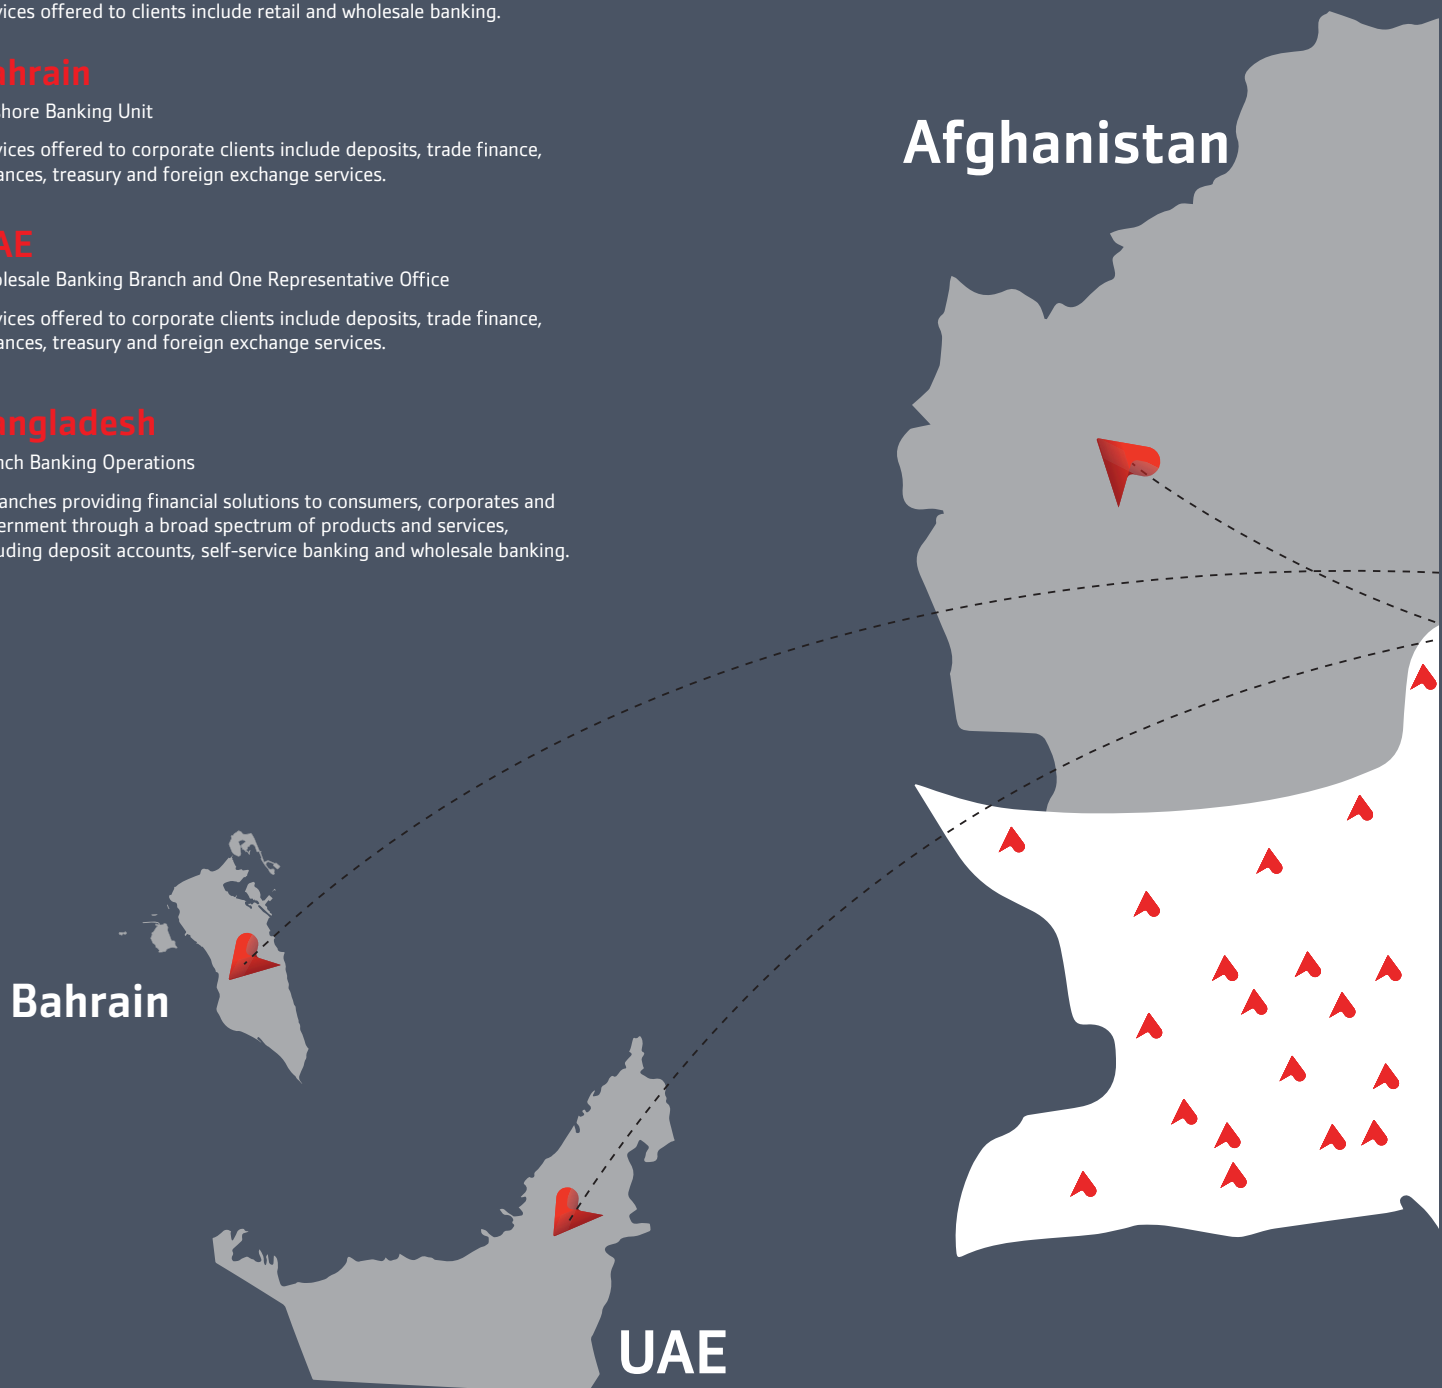 vices offered to clients include retail and wholesale banking.
ahrain
shore Banking Unit
vices offered to corporate clients include deposits, trade finance,
ances, treasury and foreign exchange services.
AE
olesale Banking Branch and One Representative Office
vices offered to corporate clients include deposits, trade finance,
ances, treasury and foreign exchange services.
angladesh
nch Banking Operations
anches providing financial solutions to consumers, corporates and
ernment through a broad spectrum of products and services,
uding deposit accounts, self-service banking and wholesale banking.
Afghanistan
Bahrain
UAE